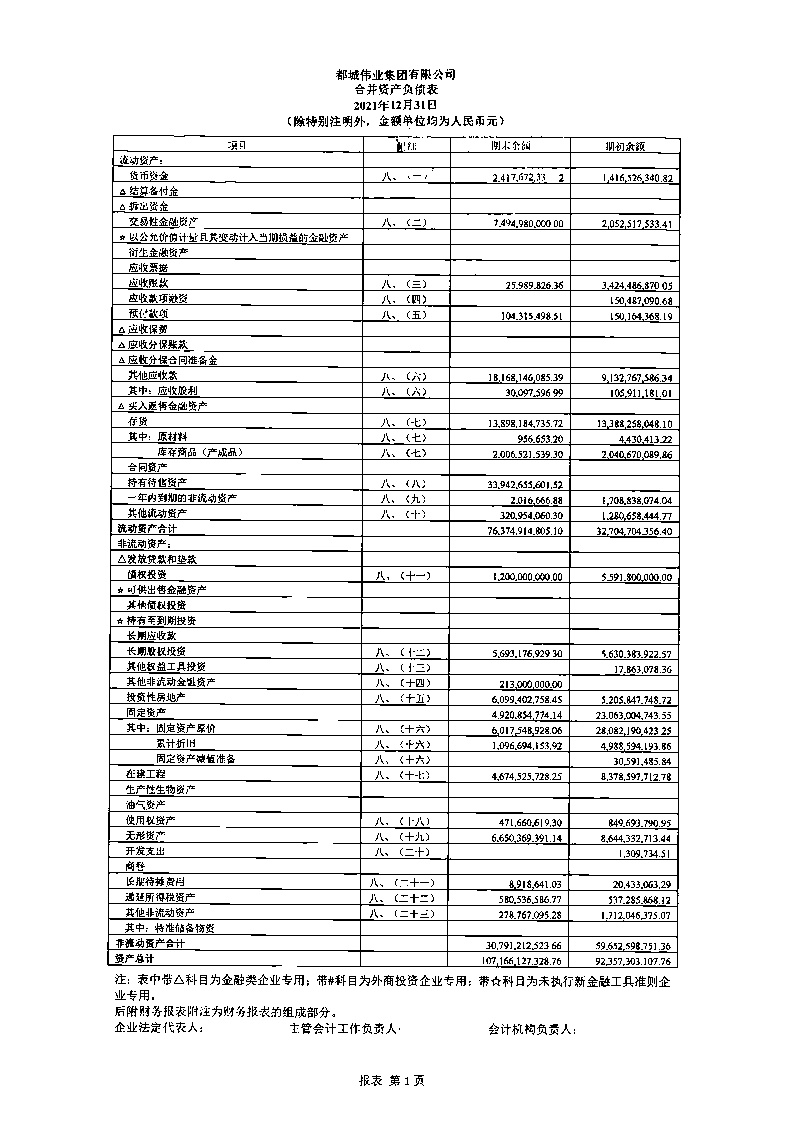 都城伟业集团有限公司
合并资产负债表
2021年12月31日
（除特别注明外，金额单位均为人民币元）
项目 期末余额 期初余额
流动资产：
货币资金 八、（一） 1,416,526,340.82
△结算备付金
△拆出资金
交易性金融资产 八、（二） 7,494,980,000.00 2,052,517,533.41
☆以公允价值计量且其变动计入当期损益的金融资产
衍生金融资产
应收票据
应收账款 八、（三） 25,989,826.36 3,424,486,870.05
应收款项融资 八、（四） 150,487,090.68
预付款项 八、（五） 104,315,498.51 150,164,368.19
△应收保费
△应收分保账款
△应收分保合同准备金
其他应收款 八、（六） 18,168,146,085.39 9,132,767,586.34
其中：应收股利 八、（六） 30,097,596.99 105,911,181.01
△买入返售金融资产
存货 八、（七） 13,898,184,735.72 13,388,258,048.10
其中：原材料 八、（七） 956,653.20 4,430,413.22
库存商品（产成品） 八、（七） 2,006,521,539.30 2,040,670,089.86
合同资产
持有待售资产 八、（八） 33,942,655,601.52
一年内到期的非流动资产 八、（九） 2,016,666.88 1,708,838,074.04
其他流动资产 八、（十） 320,954,060.30 1,280,658,444.77
流动资产合计 76,374,914,805.10 32,704,704,356.40
非流动资产：
△发放贷款和垫款
债权投资 八、（十一） 1,200,000,000.00 5,591,800,000.00
☆可供出售金融资产
其他债权投资
☆持有至到期投资
长期应收款
长期股权投资 八、（十二） 5,693,176,929.30 5,630,383,922.57
其他权益工具投资 八、（十三） 17,863,078.36
其他非流动金融资产 八、（十四） 213,000,000.00
投资性房地产 八、（十五） 6,099,402,758.45 5,205,847,748.72
固定资产 4,920,854,774.14 23,063,004,743.55
其中：固定资产原价 八、（十六） 6,017,548,928.06 28,082,190,423.25
累计折旧 八、（十六） 1,096,694,153.92 4,988,594,193.86
固定资产减值准备 八、（十六） 30,591,485.84
在建工程 八、（十七） 4,674,525,728.25 8,378,597,712.78
生产性生物资产
油气资产
使用权资产 八、（十八） 471,660,619.30 849,693,790.95
无形资产 八、（十九） 6,650,369,391.14 8,644,332,713.44
开发支出 八、（二十） 1,309,734.51
商誉
长期待摊费用 八、（二十一） 8,918,641.03 20,433,063.29
递延所得税资产 八、（二十二） 580,536,586.77 537,285,868.12
其他非流动资产 八、（二十三） 278,767,095.28 1,712,046,375.07
其中：特准储备物资
非流动资产合计 30,791,212,523.66 59,652,598,751.36
资产总计 107,166,127,328.76 92,357,303,107.76
注：表中带△科目为金融类企业专用；带#科目为外商投资企业专用；带☆科目为未执行新金融工具准则企
业专用。
后附财务报表附注为财务报表的组成部分。
企业法定代表人： 主管会计工作负责人： 会计机构负责人：
报表 第 1 页